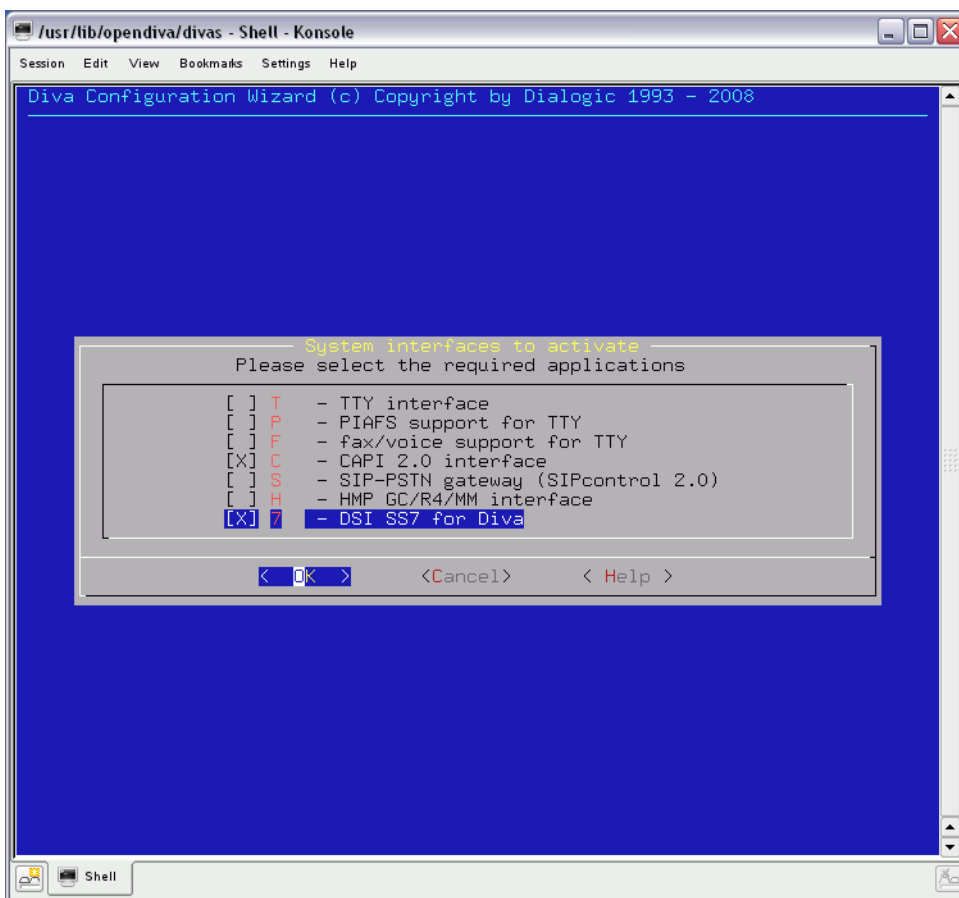 /usr/lib/opendiva/divas - Shell - Konsole
Session Edit View Bookmarks Settings Help
Diva Configuration Wizard (c) Copyright by Dialogic 1993 - 2008
System interfaces to activate
Please select the required applications
[ ] T - TTY interface
[ ] P - PIAFS support for TTY
[ ] F - fax/voice support for TTY
[X] C - CAPI 2.0 interface
[ ] S - SIP-PSTN gateway (SIPcontrol 2.0)
[ ] H - HMP GC/R4/MM interface
[X] 7 - DSI SS7 for Diva
< OK > <Cancel> < Help >
Shell